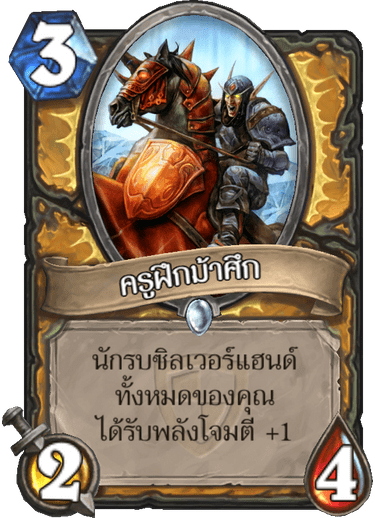 3
ครูฝึกม้าศึก
นักรบซิลเวอร์แฮนด์
ทั้งหมดของคุณ
ได้รับพลังโจมตี +1
2
4